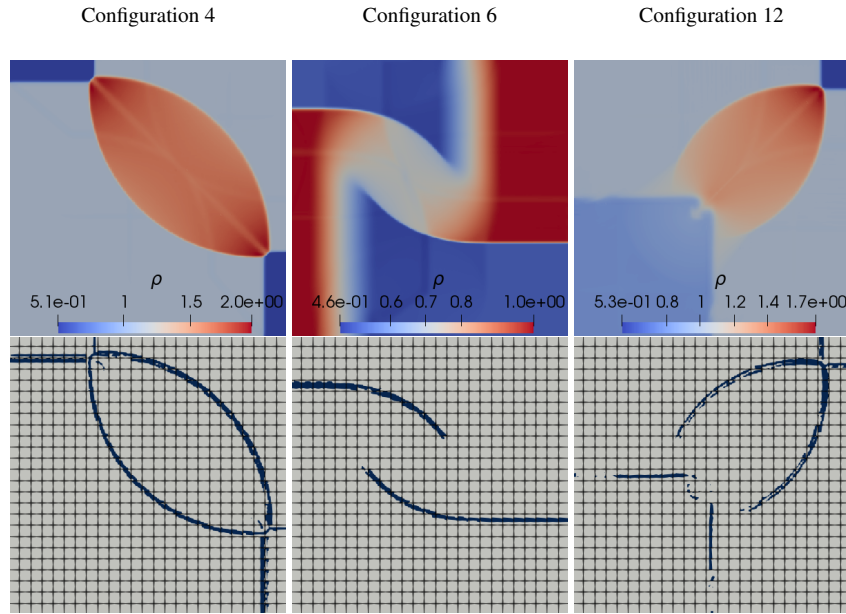 Configuration 4
Configuration 6
Configuration 12
ρ
5.1e-01 1 1.5 2.0e+00
ρ
4.6e-01 0.6 0.7 0.8 1.0e+00
ρ
5.3e-01 0.8 1 1.2 1.4 1.7e+00